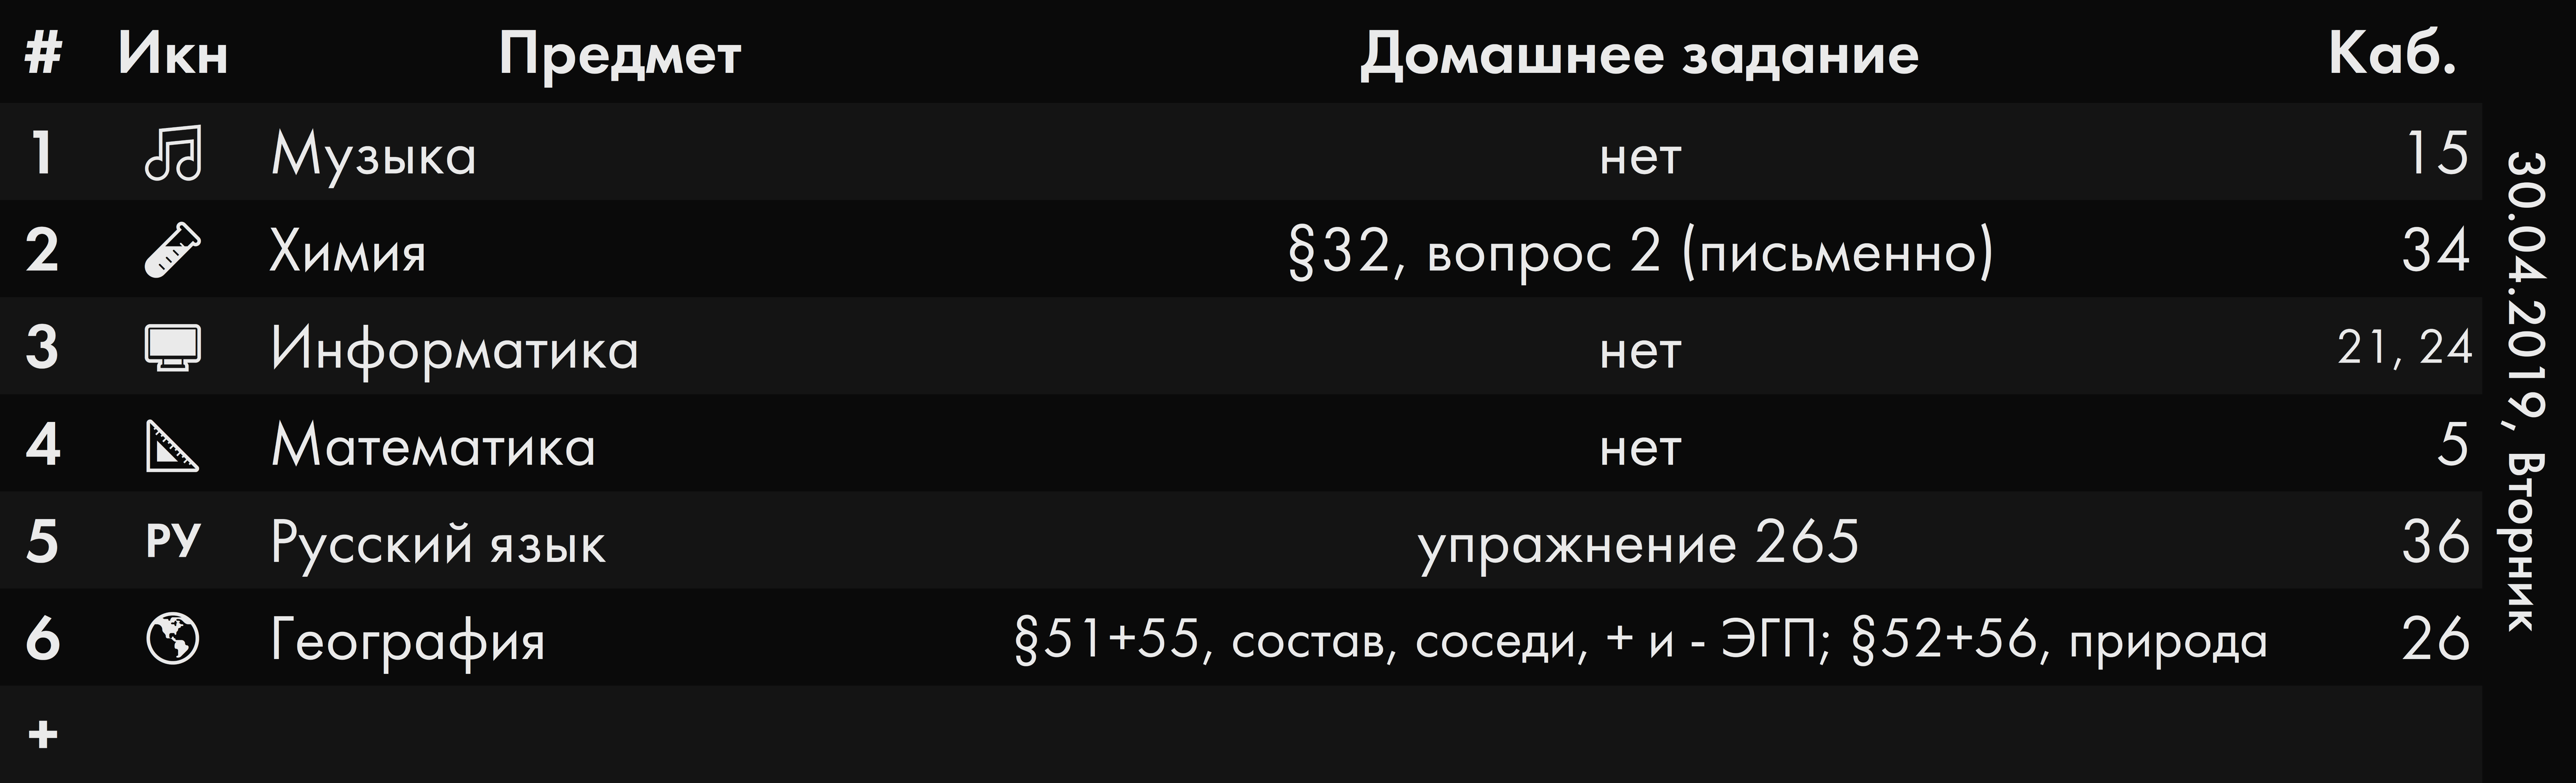 # Икн Предмет Домашнее задание Каб.
1 Музыка нет 15
2 Химия §32, вопрос 2 (письменно) 34
3 Информатика нет 21, 24
4 Математика нет 5
5 РУ Русский язык упражнение 265 36
6 География §51+55, состав, соседи, + и - ЭГП; §52+56, природа 26
+
30.04.2019, Вторник